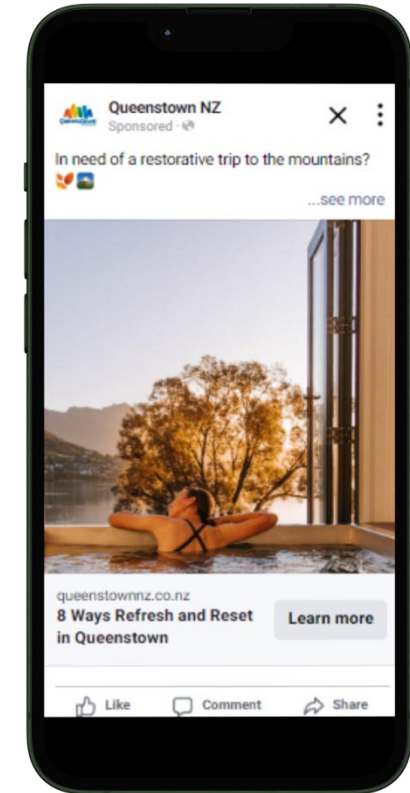 Queenstown NZ
Sponsored ·
In need of a restorative trip to the mountains?
...see more
queenstownnz.co.nz
8 Ways Refresh and Reset
in Queenstown
Learn more
Like Comment Share